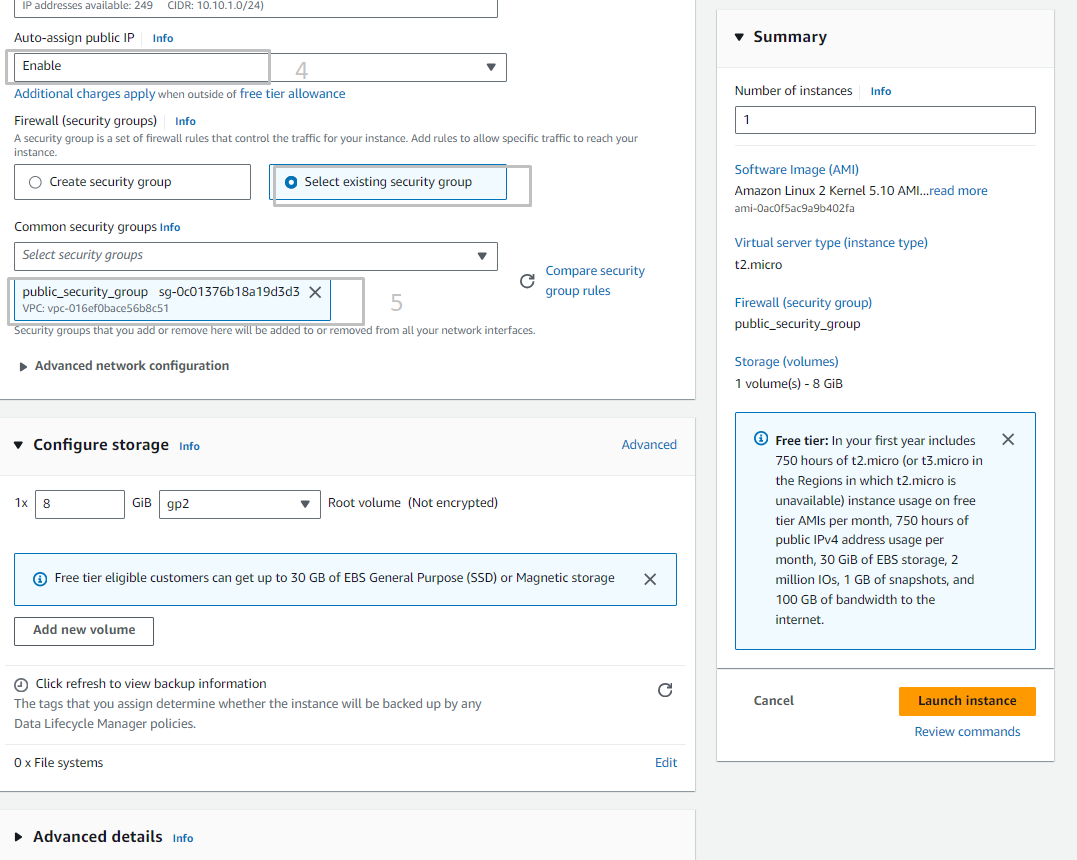 IP addresses available: 249 CIDR: 10.10.1.0/24)
Auto-assign public IP Info
Enable
4
Additional charges apply when outside of free tier allowance
Firewall (security groups) Info
A security group is a set of firewall rules that control the traffic for your instance. Add rules to allow specific traffic to reach your
instance.
Create security group
Select existing security group
Common security groups Info
Select security groups
Compare security
group rules
public_security_group sg-0c01376b18a19d3d3
VPC: vpc-016ef0bace56b8c51
5
Security groups that you add or remove here will be added to or removed from all your network interfaces.
Advanced network configuration
Configure storage Info
Advanced
1x 8 GiB gp2 Root volume (Not encrypted)
Free tier eligible customers can get up to 30 GB of EBS General Purpose (SSD) or Magnetic storage
Add new volume
Click refresh to view backup information
The tags that you assign determine whether the instance will be backed up by any
Data Lifecycle Manager policies.
0 x File systems
Edit
Advanced details Info
Summary
Number of instances Info
1
Software Image (AMI)
Amazon Linux 2 Kernel 5.10 AMI...read more
ami-0ac0f5ac9a9b402fa
Virtual server type (instance type)
t2.micro
Firewall (security group)
public_security_group
Storage (volumes)
1 volume(s) - 8 GiB
Free tier: In your first year includes
750 hours of t2.micro (or t3.micro in
the Regions in which t2.micro is
unavailable) instance usage on free
tier AMIs per month, 750 hours of
public IPv4 address usage per
month, 30 GiB of EBS storage, 2
million IOs, 1 GB of snapshots, and
100 GB of bandwidth to the
internet.
Cancel
Launch instance
Review commands